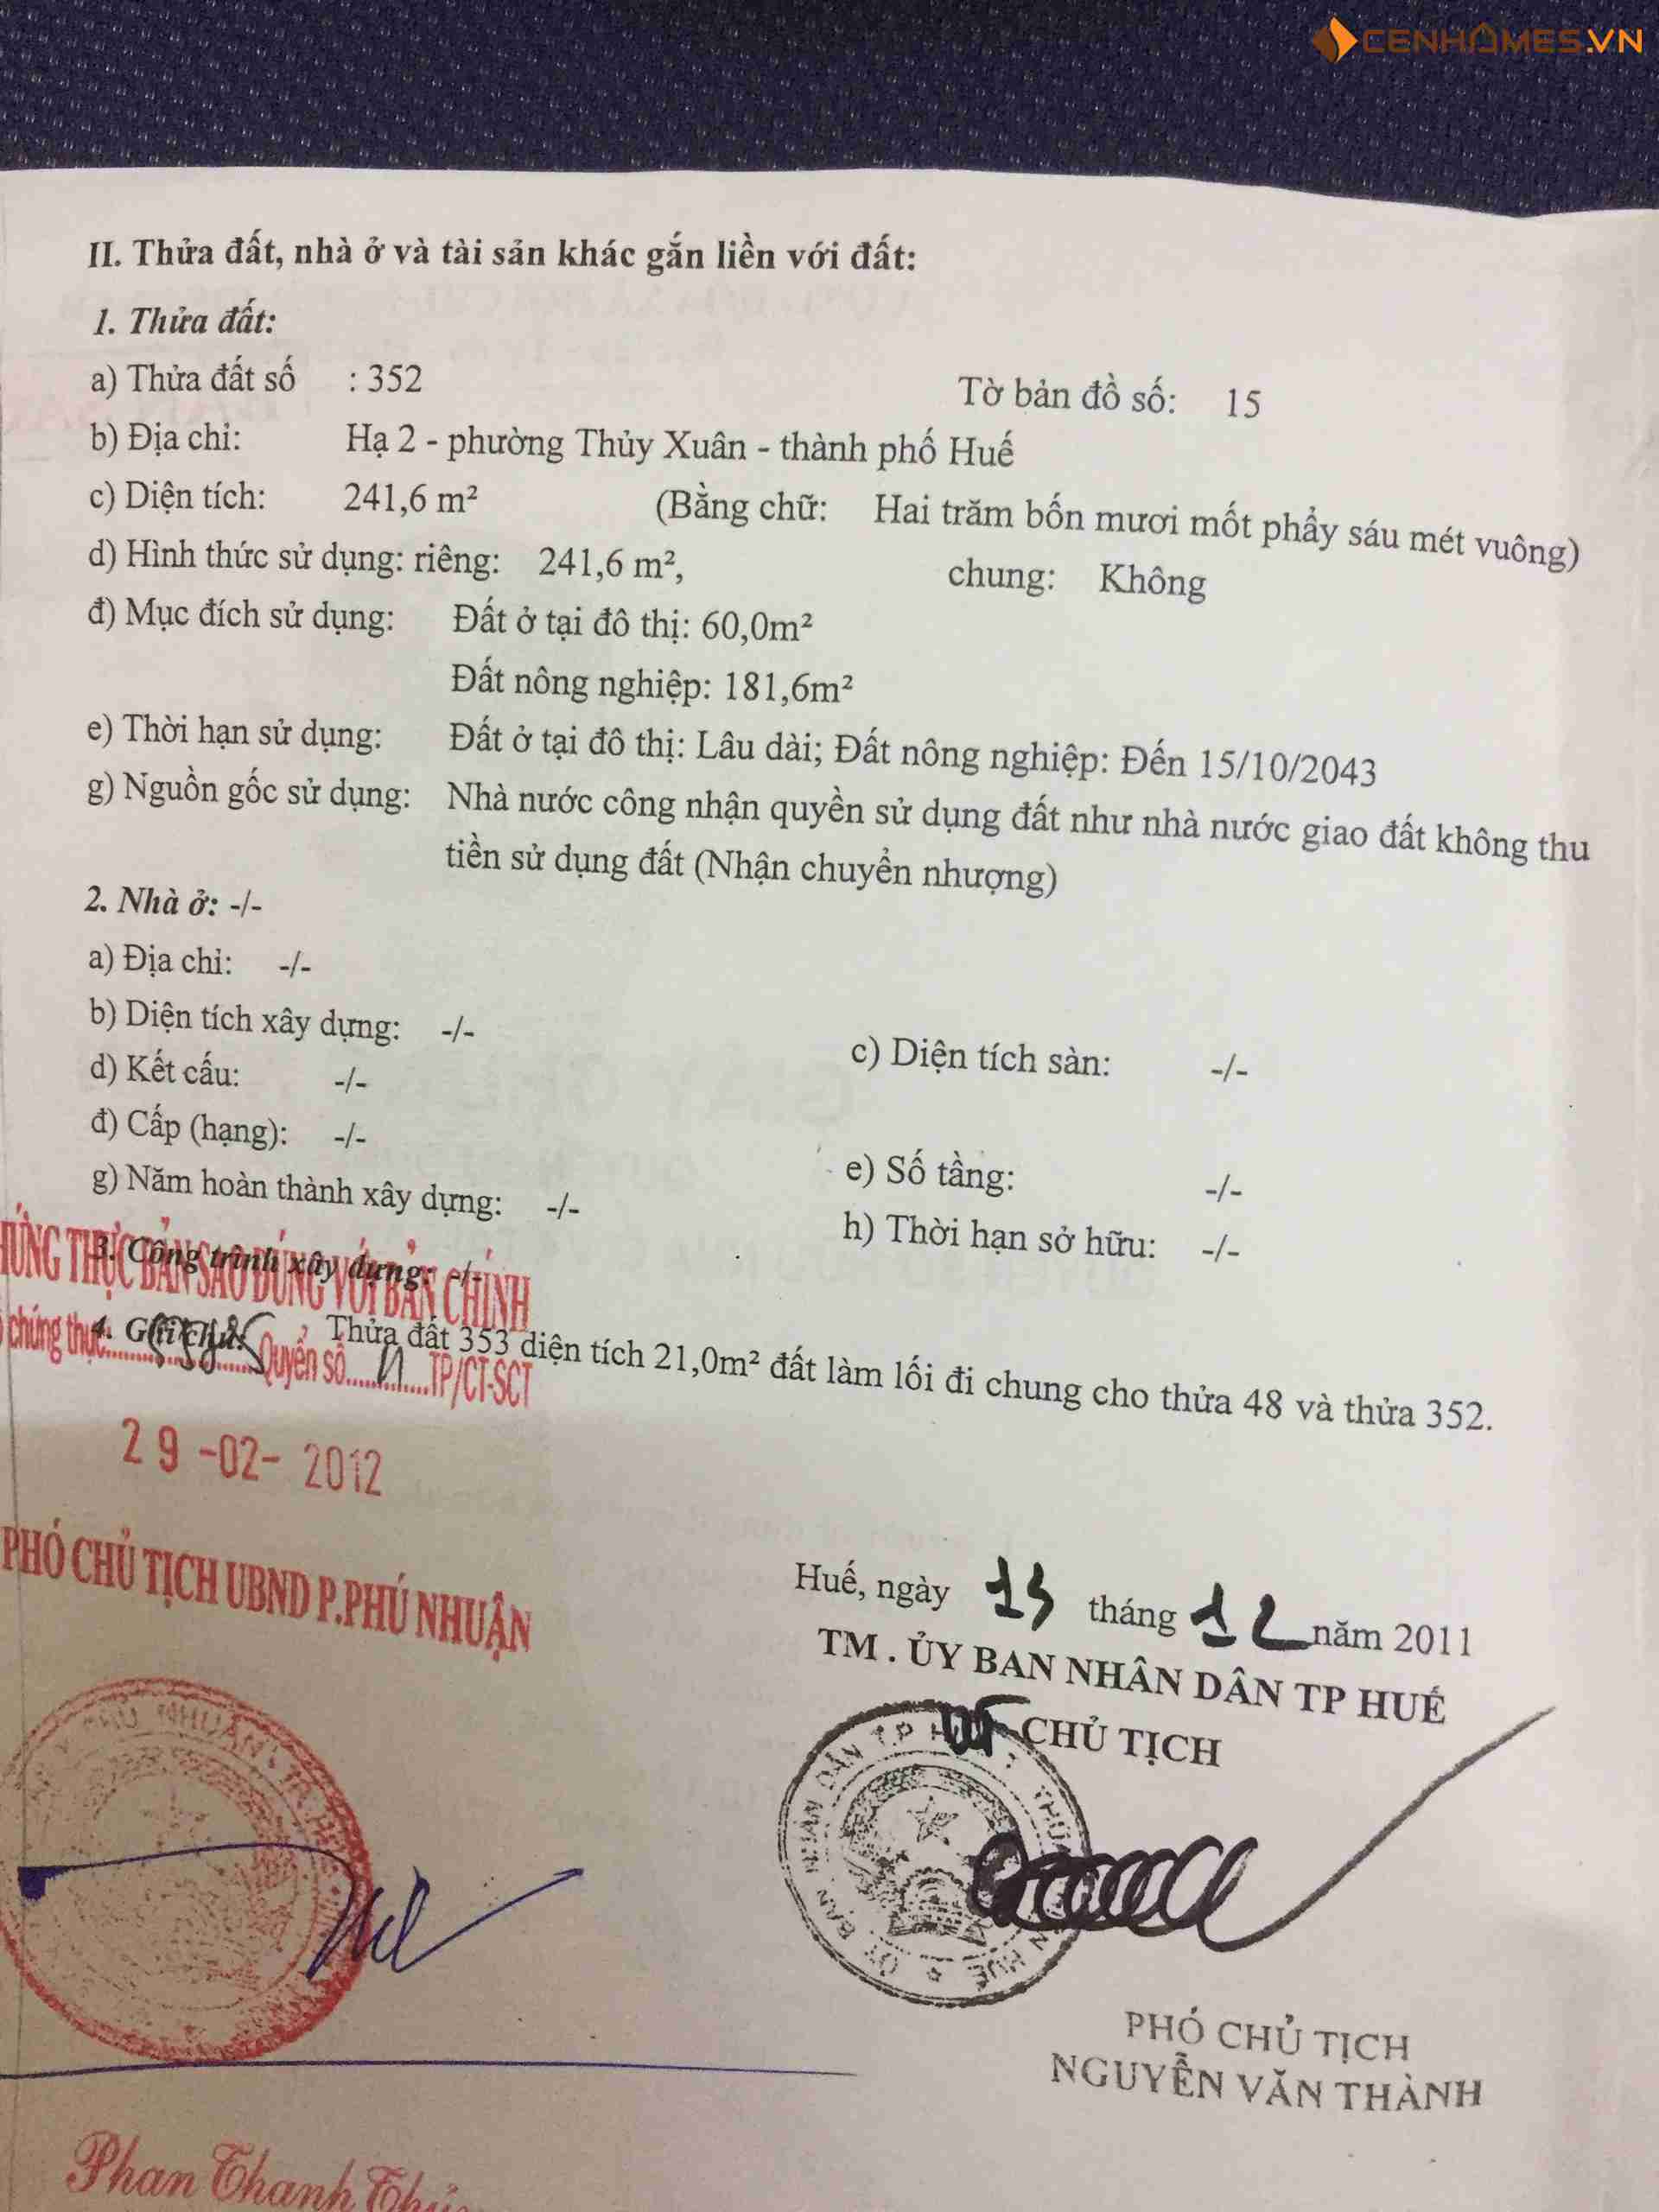 CENHOMES.VN
II. Thửa đất, nhà ở và tài sản khác gắn liền với đất:
1. Thửa đất:
a) Thửa đất số : 352 Tờ bản đồ số: 15
b) Địa chỉ: Hạ 2 - phường Thủy Xuân - thành phố Huế
c) Diện tích: 241,6 m² (Bằng chữ: Hai trăm bốn mươi mốt phẩy sáu mét vuông)
d) Hình thức sử dụng: riêng: 241,6 m², chung: Không
đ) Mục đích sử dụng: Đất ở tại đô thị: 60,0m²
Đất nông nghiệp: 181,6m²
e) Thời hạn sử dụng: Đất ở tại đô thị: Lâu dài; Đất nông nghiệp: Đến 15/10/2043
g) Nguồn gốc sử dụng: Nhà nước công nhận quyền sử dụng đất như nhà nước giao đất không thu
tiền sử dụng đất (Nhận chuyển nhượng)
2. Nhà ở: -/-
a) Địa chỉ: -/-
b) Diện tích xây dựng: -/- c) Diện tích sàn: -/-
d) Kết cấu: -/-
đ) Cấp (hạng): -/- e) Số tầng: -/-
g) Năm hoàn thành xây dựng: -/- h) Thời hạn sở hữu: -/-
3. Công trình xây dựng: -/-
THỰC BẢN SAO ĐÚNG VỚI BẢN CHÍNH
4. Ghi chú: Thửa đất 353 diện tích 21,0m² đất làm lối đi chung cho thửa 48 và thửa 352.
chứng thực Quyển số TP/CT-SCT
29-02-2012
PHÓ CHỦ TỊCH UBND P.PHÚ NHUẬN
Huế, ngày 13 tháng 12 năm 2011
TM . ỦY BAN NHÂN DÂN TP HUẾ
CHỦ TỊCH
PHÓ CHỦ TỊCH
NGUYỄN VĂN THÀNH
Phan Thanh